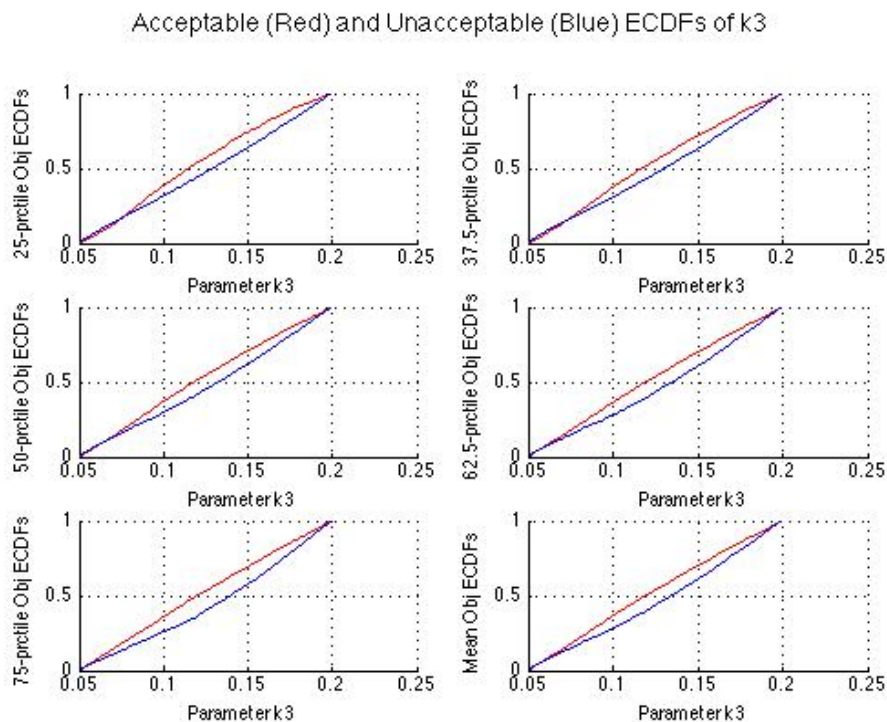 Acceptable (Red) and Unacceptable (Blue) ECDFs of k3
25-prctile Obj ECDFs
1
0.5
0
0.05 0.1 0.15 0.2 0.25
Parameter k3
37.5-prctile Obj ECDFs
1
0.5
0
0.05 0.1 0.15 0.2 0.25
Parameter k3
50-prctile Obj ECDFs
1
0.5
0
0.05 0.1 0.15 0.2 0.25
Parameter k3
62.5-prctile Obj ECDFs
1
0.5
0
0.05 0.1 0.15 0.2 0.25
Parameter k3
75-prctile Obj ECDFs
1
0.5
0
0.05 0.1 0.15 0.2 0.25
Parameter k3
Mean Obj ECDFs
1
0.5
0
0.05 0.1 0.15 0.2 0.25
Parameter k3